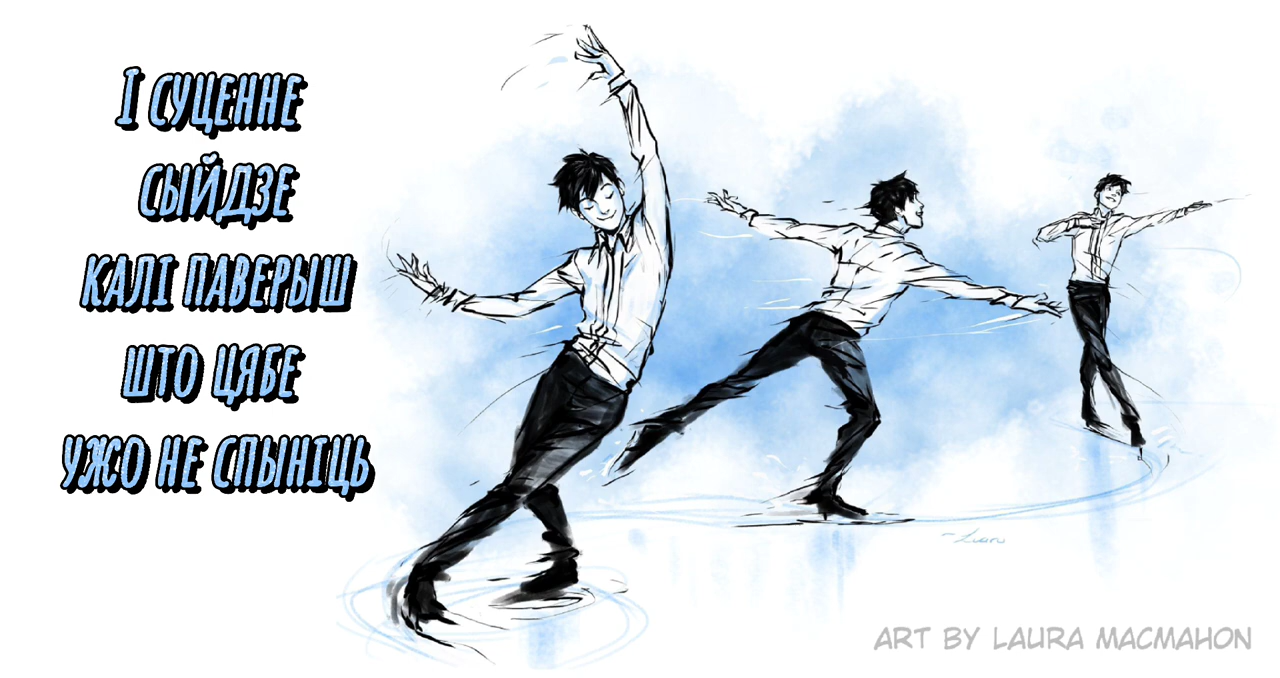 І СУЦЕННЕ
СЫЙДЗЕ
КАЛІ ПАВЕРЫШ
ШТО ЦЯБЕ
УЖО НЕ СПЫНІЦЬ
ART BY LAURA MACMAHON